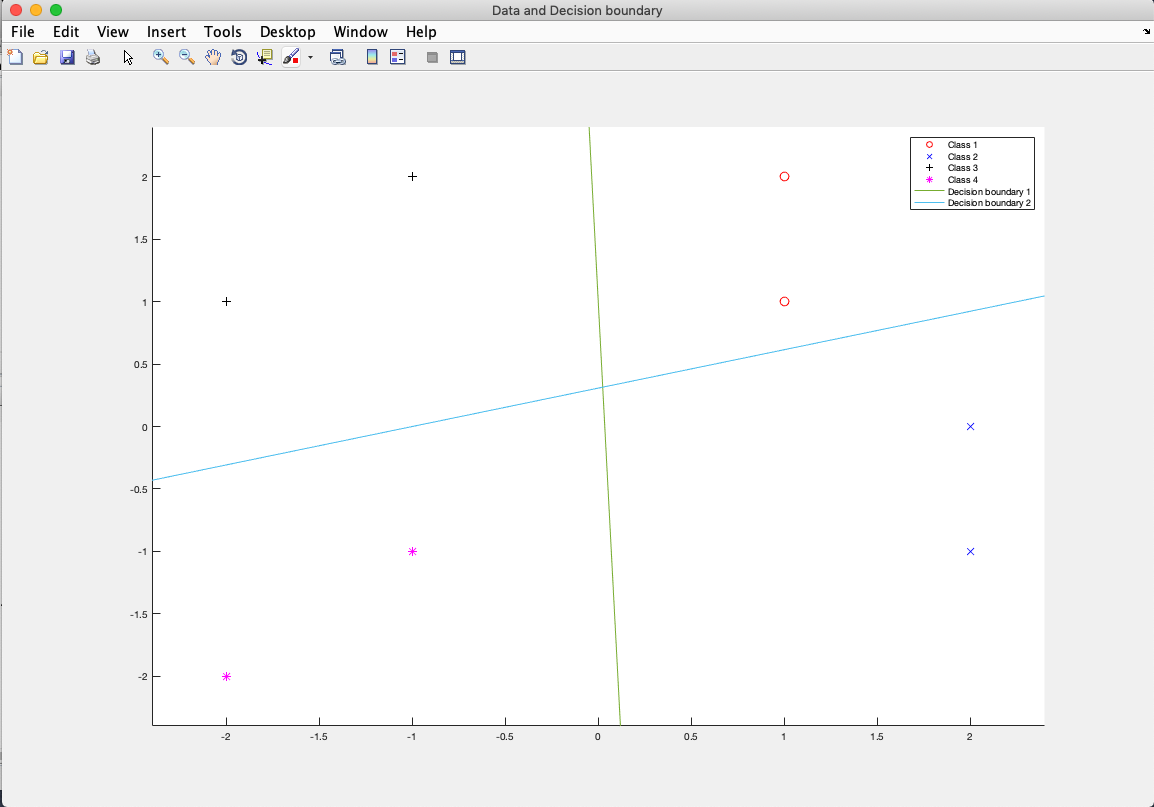 Data and Decision boundary
File Edit View Insert Tools Desktop Window Help
Class 1
Class 2
Class 3
Class 4
Decision boundary 1
Decision boundary 2
2
1.5
1
0.5
0
-0.5
-1
-1.5
-2
-2 -1.5 -1 -0.5 0 0.5 1 1.5 2